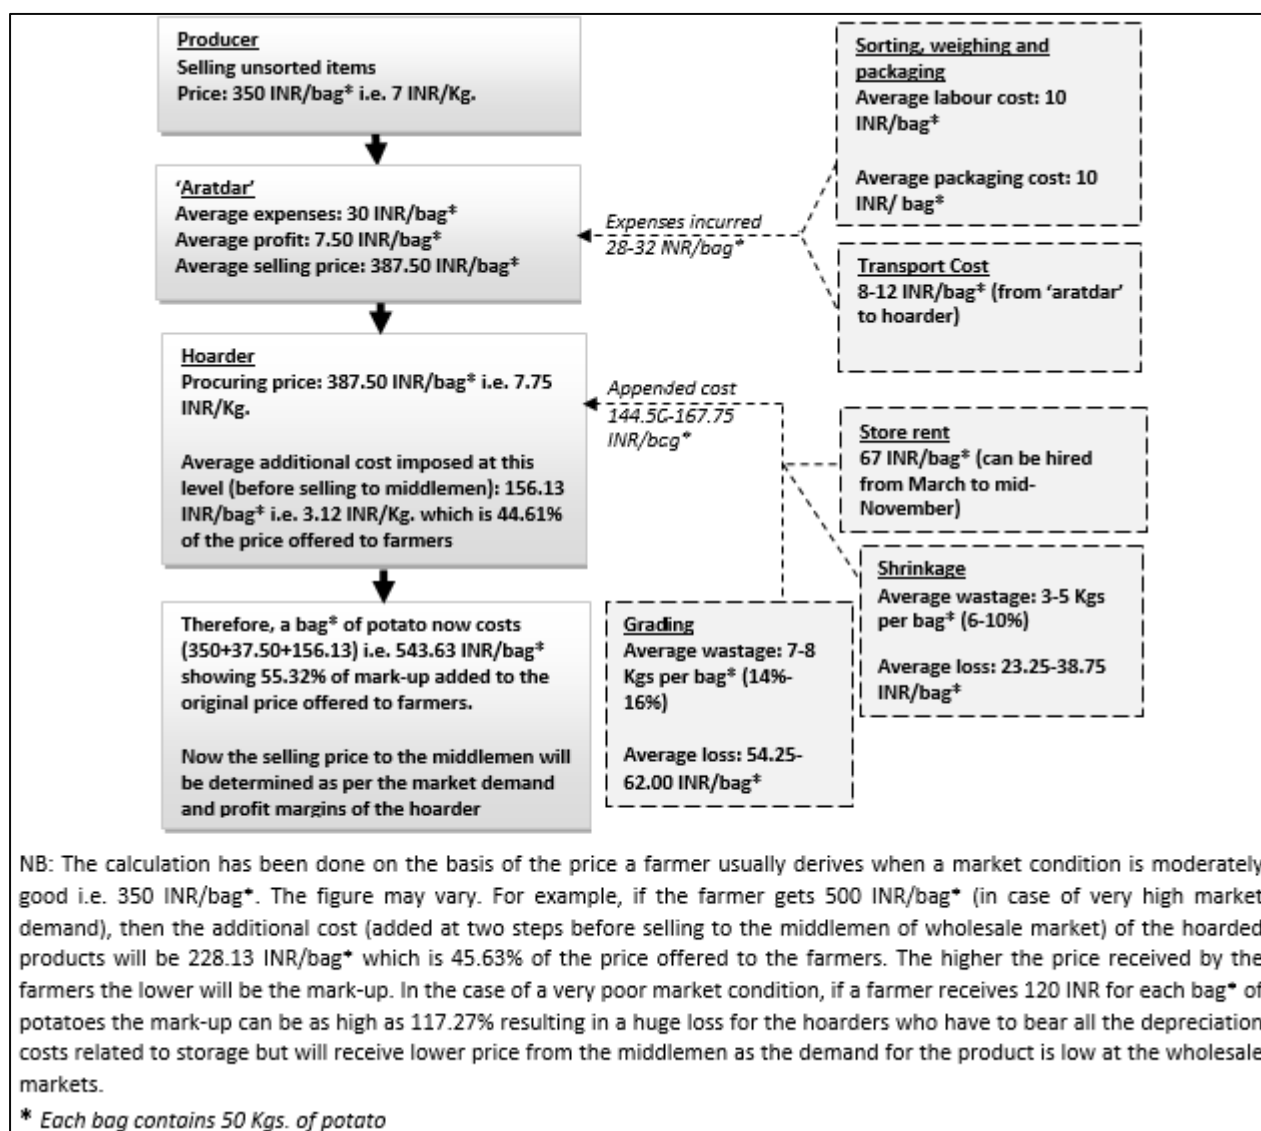 Producer
Selling unsorted items
Price: 350 INR/bag* i.e. 7 INR/Kg.
'Aratdar'
Average expenses: 30 INR/bag*
Average profit: 7.50 INR/bag*
Average selling price: 387.50 INR/bag*
Expenses incurred
28-32 INR/bag*
Sorting, weighing and
packaging
Average labour cost: 10
INR/bag*
Average packaging cost: 10
INR/ bag*
Transport Cost
8-12 INR/bag* (from 'aratdar'
to hoarder)
Hoarder
Procuring price: 387.50 INR/bag* i.e. 7.75
INR/Kg.
Average additional cost imposed at this
level (before selling to middlemen): 156.13
INR/bag* i.e. 3.12 INR/Kg. which is 44.61%
of the price offered to farmers
Appended cost
144.50-167.75
INR/bag*
Store rent
67 INR/bag* (can be hired
from March to mid-
November)
Shrinkage
Average wastage: 3-5 Kgs
per bag* (6-10%)
Average loss: 23.25-38.75
INR/bag*
Grading
Average wastage: 7-8
Kgs per bag* (14%-
16%)
Average loss: 54.25-
62.00 INR/bag*
Therefore, a bag* of potato now costs
(350+37.50+156.13) i.e. 543.63 INR/bag*
showing 55.32% of mark-up added to the
original price offered to farmers.
Now the selling price to the middlemen will
be determined as per the market demand
and profit margins of the hoarder
NB: The calculation has been done on the basis of the price a farmer usually derives when a market condition is moderately
good i.e. 350 INR/bag*. The figure may vary. For example, if the farmer gets 500 INR/bag* (in case of very high market
demand), then the additional cost (added at two steps before selling to the middlemen of wholesale market) of the hoarded
products will be 228.13 INR/bag* which is 45.63% of the price offered to the farmers. The higher the price received by the
farmers the lower will be the mark-up. In the case of a very poor market condition, if a farmer receives 120 INR for each bag* of
potatoes the mark-up can be as high as 117.27% resulting in a huge loss for the hoarders who have to bear all the depreciation
costs related to storage but will receive lower price from the middlemen as the demand for the product is low at the wholesale
markets.
* Each bag contains 50 Kgs. of potato